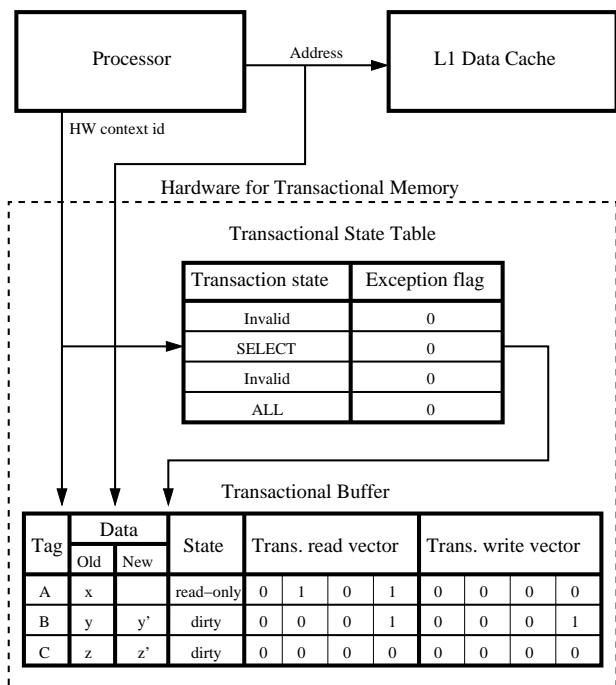 Processor
Address
L1 Data Cache
HW context id
Hardware for Transactional Memory
Transactional State Table
Transaction state Exception flag
Invalid 0
SELECT 0
Invalid 0
ALL 0
Transactional Buffer
Tag Data State Trans. read vector Trans. write vector
Old New
A x read−only 0 1 0 1 0 0 0 0
B y y' dirty 0 0 0 1 0 0 0 1
C z z' dirty 0 0 0 0 0 0 0 0